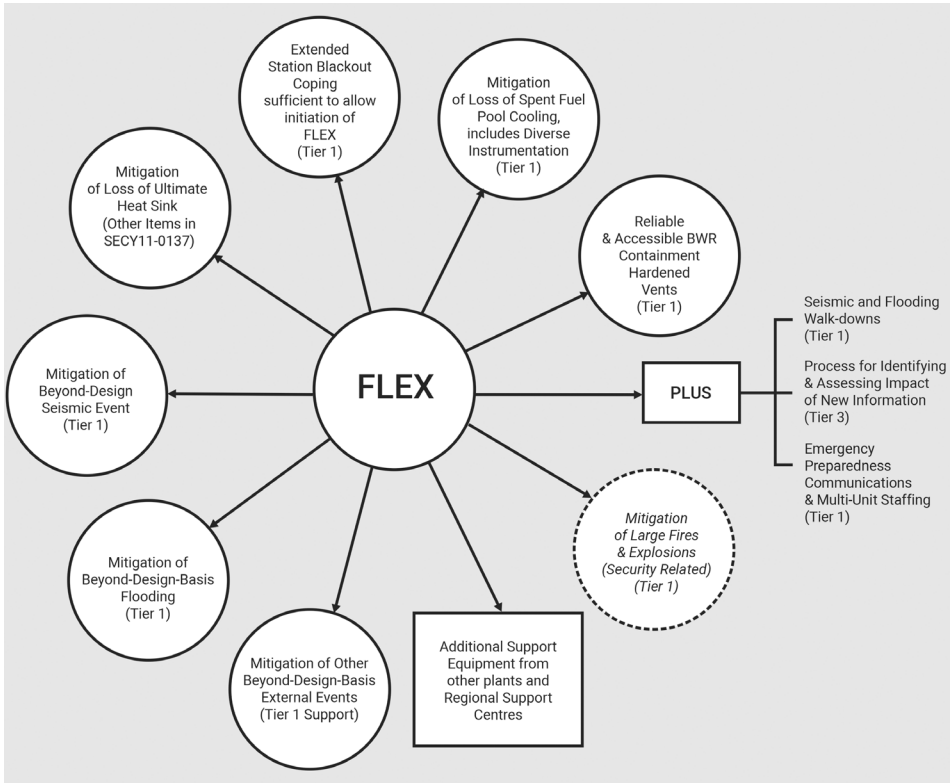 Extended
Station Blackout
Coping
sufficient to allow
initiation of
FLEX
(Tier 1)
Mitigation
of Loss of Spent Fuel
Pool Cooling,
includes Diverse
Instrumentation
(Tier 1)
Mitigation
of Loss of Ultimate
Heat Sink
(Other Items in
SECY11-0137)
Reliable
& Accessible BWR
Containment
Hardened
Vents
(Tier 1)
Mitigation of
Beyond-Design
Seismic Event
(Tier 1)
FLEX
PLUS
Seismic and Flooding
Walk-downs
(Tier 1)
Process for Identifying
& Assessing Impact
of New Information
(Tier 3)
Emergency
Preparedness
Communications
& Multi-Unit Staffing
(Tier 1)
Mitigation
of Large Fires
& Explosions
(Security Related)
(Tier 1)
Mitigation of
Beyond-Design-Basis
Flooding
(Tier 1)
Mitigation of Other
Beyond-Design-Basis
External Events
(Tier 1 Support)
Additional Support
Equipment from
other plants and
Regional Support
Centres